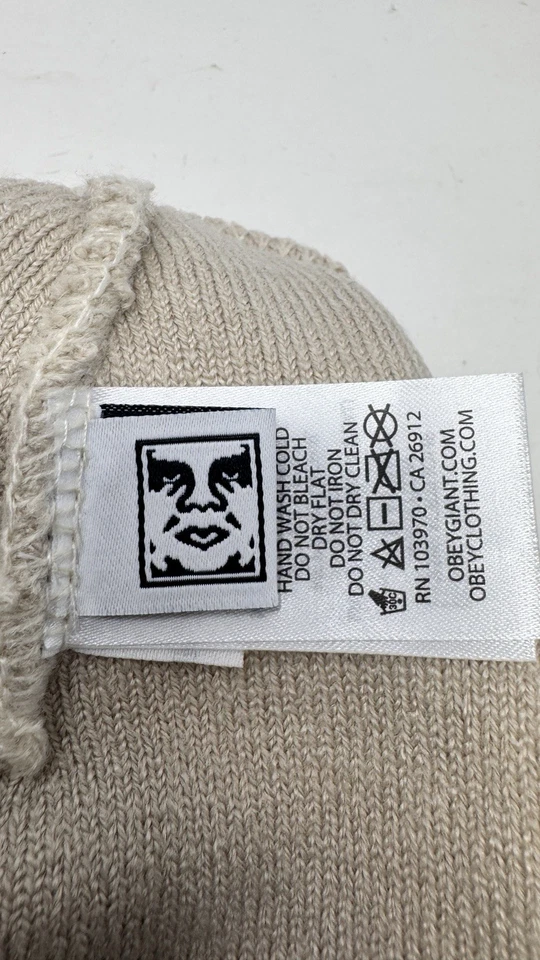 HAND WASH COLD
DO NOT BLEACH
DRY FLAT
DO NOT IRON
DO NOT DRY CLEAN
30C
RN 103970 • CA 26912
OBEYGIANT.COM
OBEYCLOTHING.COM